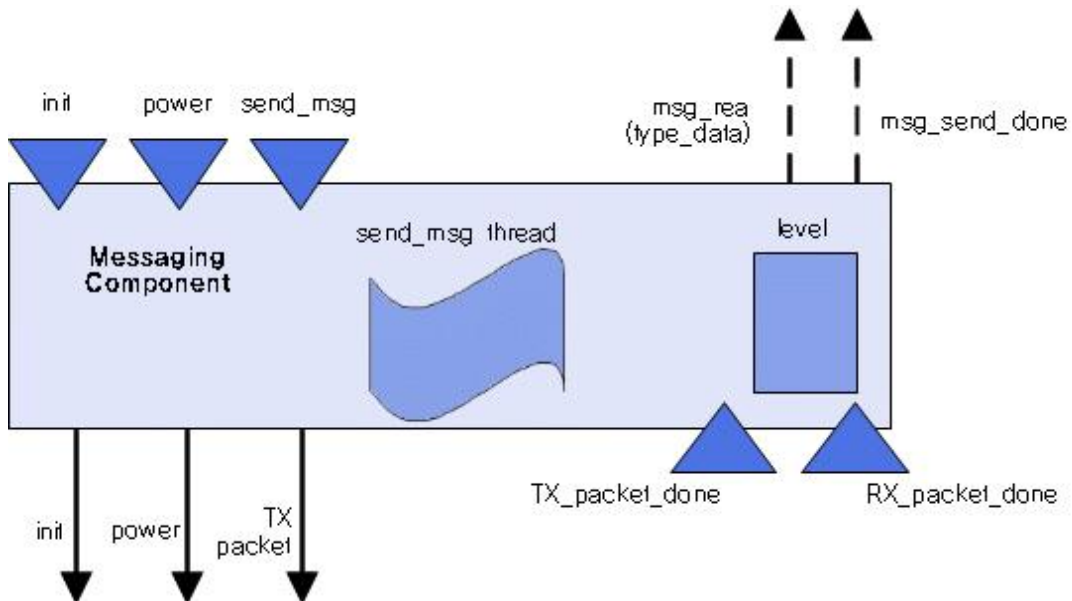 init
power
send_msg
msg_rea
(type_data)
msg_send_done
Messaging
Component
send_msg thread
level
TX_packet_done
RX_packet_done
init
power
TX
packet